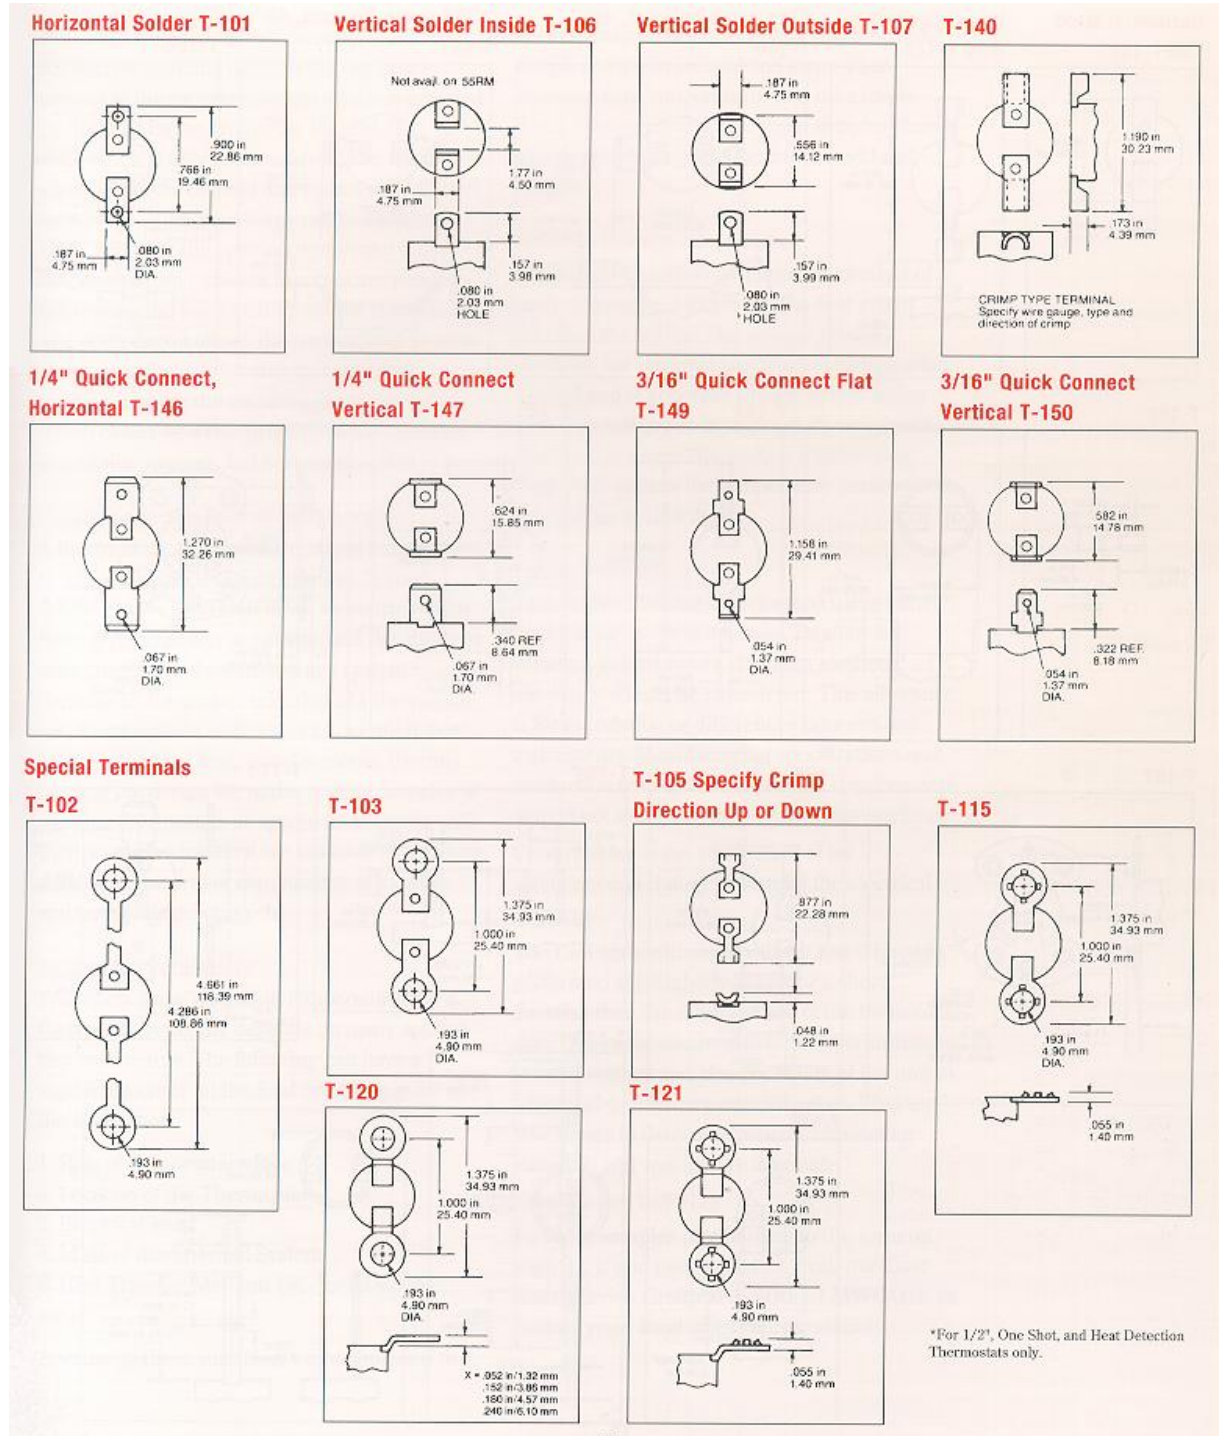 Horizontal Solder T-101
.900 in
22.86 mm
.766 in
19.46 mm
.187 in
4.75 mm
.080 in
2.03 mm
DIA.
Vertical Solder Inside T-106
Not avail. on 55RM
1.77 in
4.50 mm
.187 in
4.75 mm
.157 in
3.98 mm
.080 in
2.03 mm
HOLE
Vertical Solder Outside T-107
.187 in
4.75 mm
.556 in
14.12 mm
.157 in
3.99 mm
.080 in
2.03 mm
HOLE
T-140
1.190 in
30.23 mm
.173 in
4.39 mm
CRIMP TYPE TERMINAL
Specify wire gauge, type and
direction of crimp
1/4" Quick Connect,
Horizontal T-146
1.270 in
32.26 mm
.067 in
1.70 mm
DIA.
1/4" Quick Connect
Vertical T-147
.624 in
15.85 mm
.340 REF
8.64 mm
.067 in
1.70 mm
DIA.
3/16" Quick Connect Flat
T-149
1.158 in
29.41 mm
.054 in
1.37 mm
DIA.
3/16" Quick Connect
Vertical T-150
.582 in
14.78 mm
.322 REF.
8.18 mm
.054 in
1.37 mm
DIA.
Special Terminals
T-102
4.661 in
118.39 mm
4.286 in
108.86 mm
.193 in
4.90 mm
T-103
1.375 in
34.93 mm
1.000 in
25.40 mm
.193 in
4.90 mm
DIA.
T-105 Specify Crimp
Direction Up or Down
.877 in
22.28 mm
.048 in
1.22 mm
T-115
1.375 in
34.93 mm
1.000 in
25.40 mm
.193 in
4.90 mm
DIA.
.055 in
1.40 mm
T-120
1.375 in
34.93 mm
1.000 in
25.40 mm
.193 in
4.90 mm
DIA.
X = .052 in/1.32 mm
.152 in/3.86 mm
.180 in/4.57 mm
.240 in/6.10 mm
T-121
1.375 in
34.93 mm
1.000 in
25.40 mm
.193 in
4.90 mm
.055 in
1.40 mm
*For 1/2", One Shot, and Heat Detection
Thermostats only.